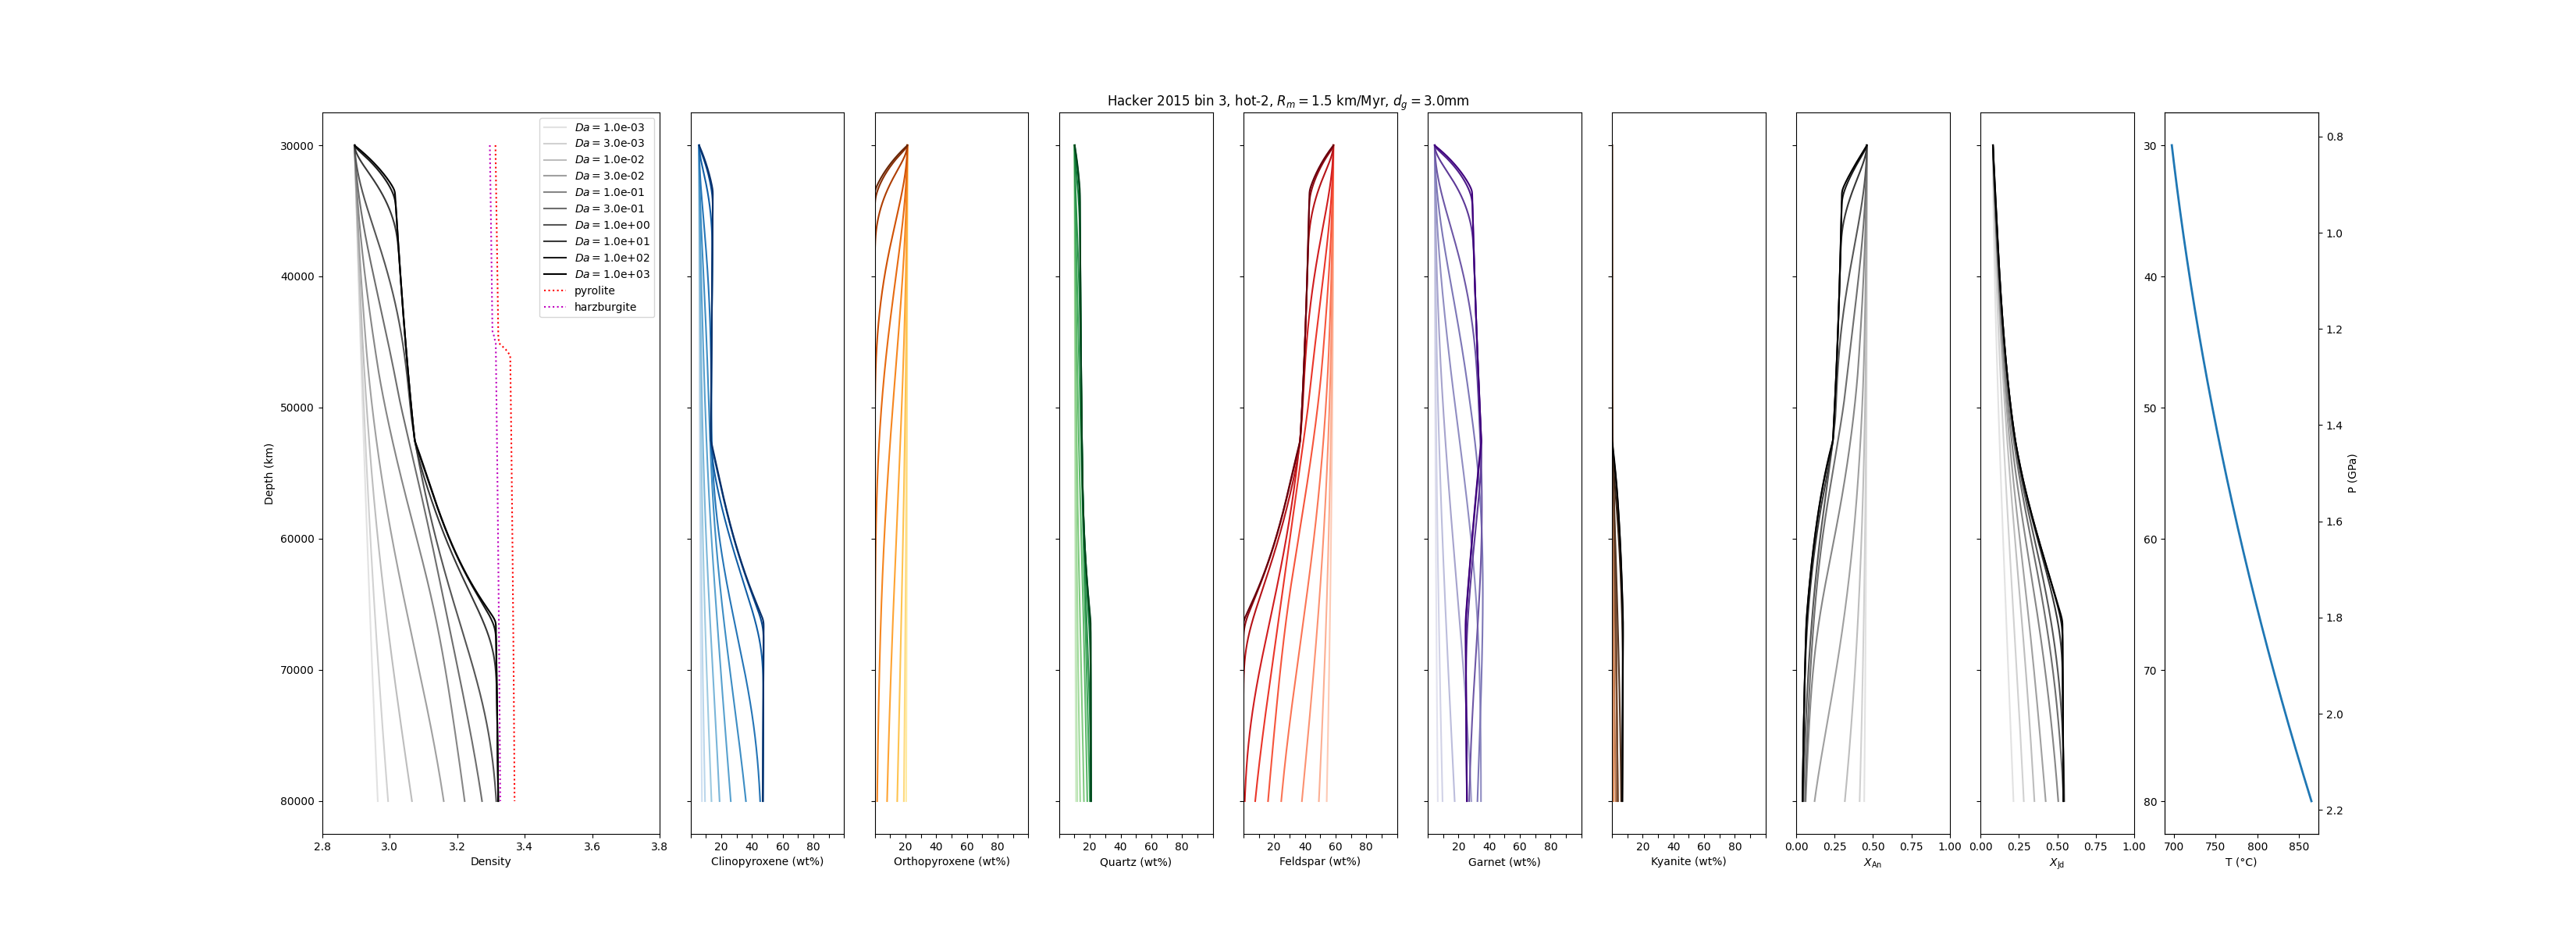 Hacker 2015 bin 3, hot-2, R_m = 1.5 km/Myr, d_g = 3.0mm
Da = 1.0e-03
Da = 3.0e-03
Da = 1.0e-02
Da = 3.0e-02
Da = 1.0e-01
Da = 3.0e-01
Da = 1.0e+00
Da = 1.0e+01
Da = 1.0e+02
Da = 1.0e+03
pyrolite
harzburgite
Depth (km)
30000
40000
50000
60000
70000
80000
2.8 3.0 3.2 3.4 3.6 3.8
Density
20 40 60 80
Clinopyroxene (wt%)
20 40 60 80
Orthopyroxene (wt%)
20 40 60 80
Quartz (wt%)
20 40 60 80
Feldspar (wt%)
20 40 60 80
Garnet (wt%)
20 40 60 80
Kyanite (wt%)
0.00 0.25 0.50 0.75 1.00
X_An
0.00 0.25 0.50 0.75 1.00
X_Jd
30
40
50
60
70
80
700 750 800 850
T (°C)
0.8
1.0
1.2
1.4
1.6
1.8
2.0
2.2
P (GPa)